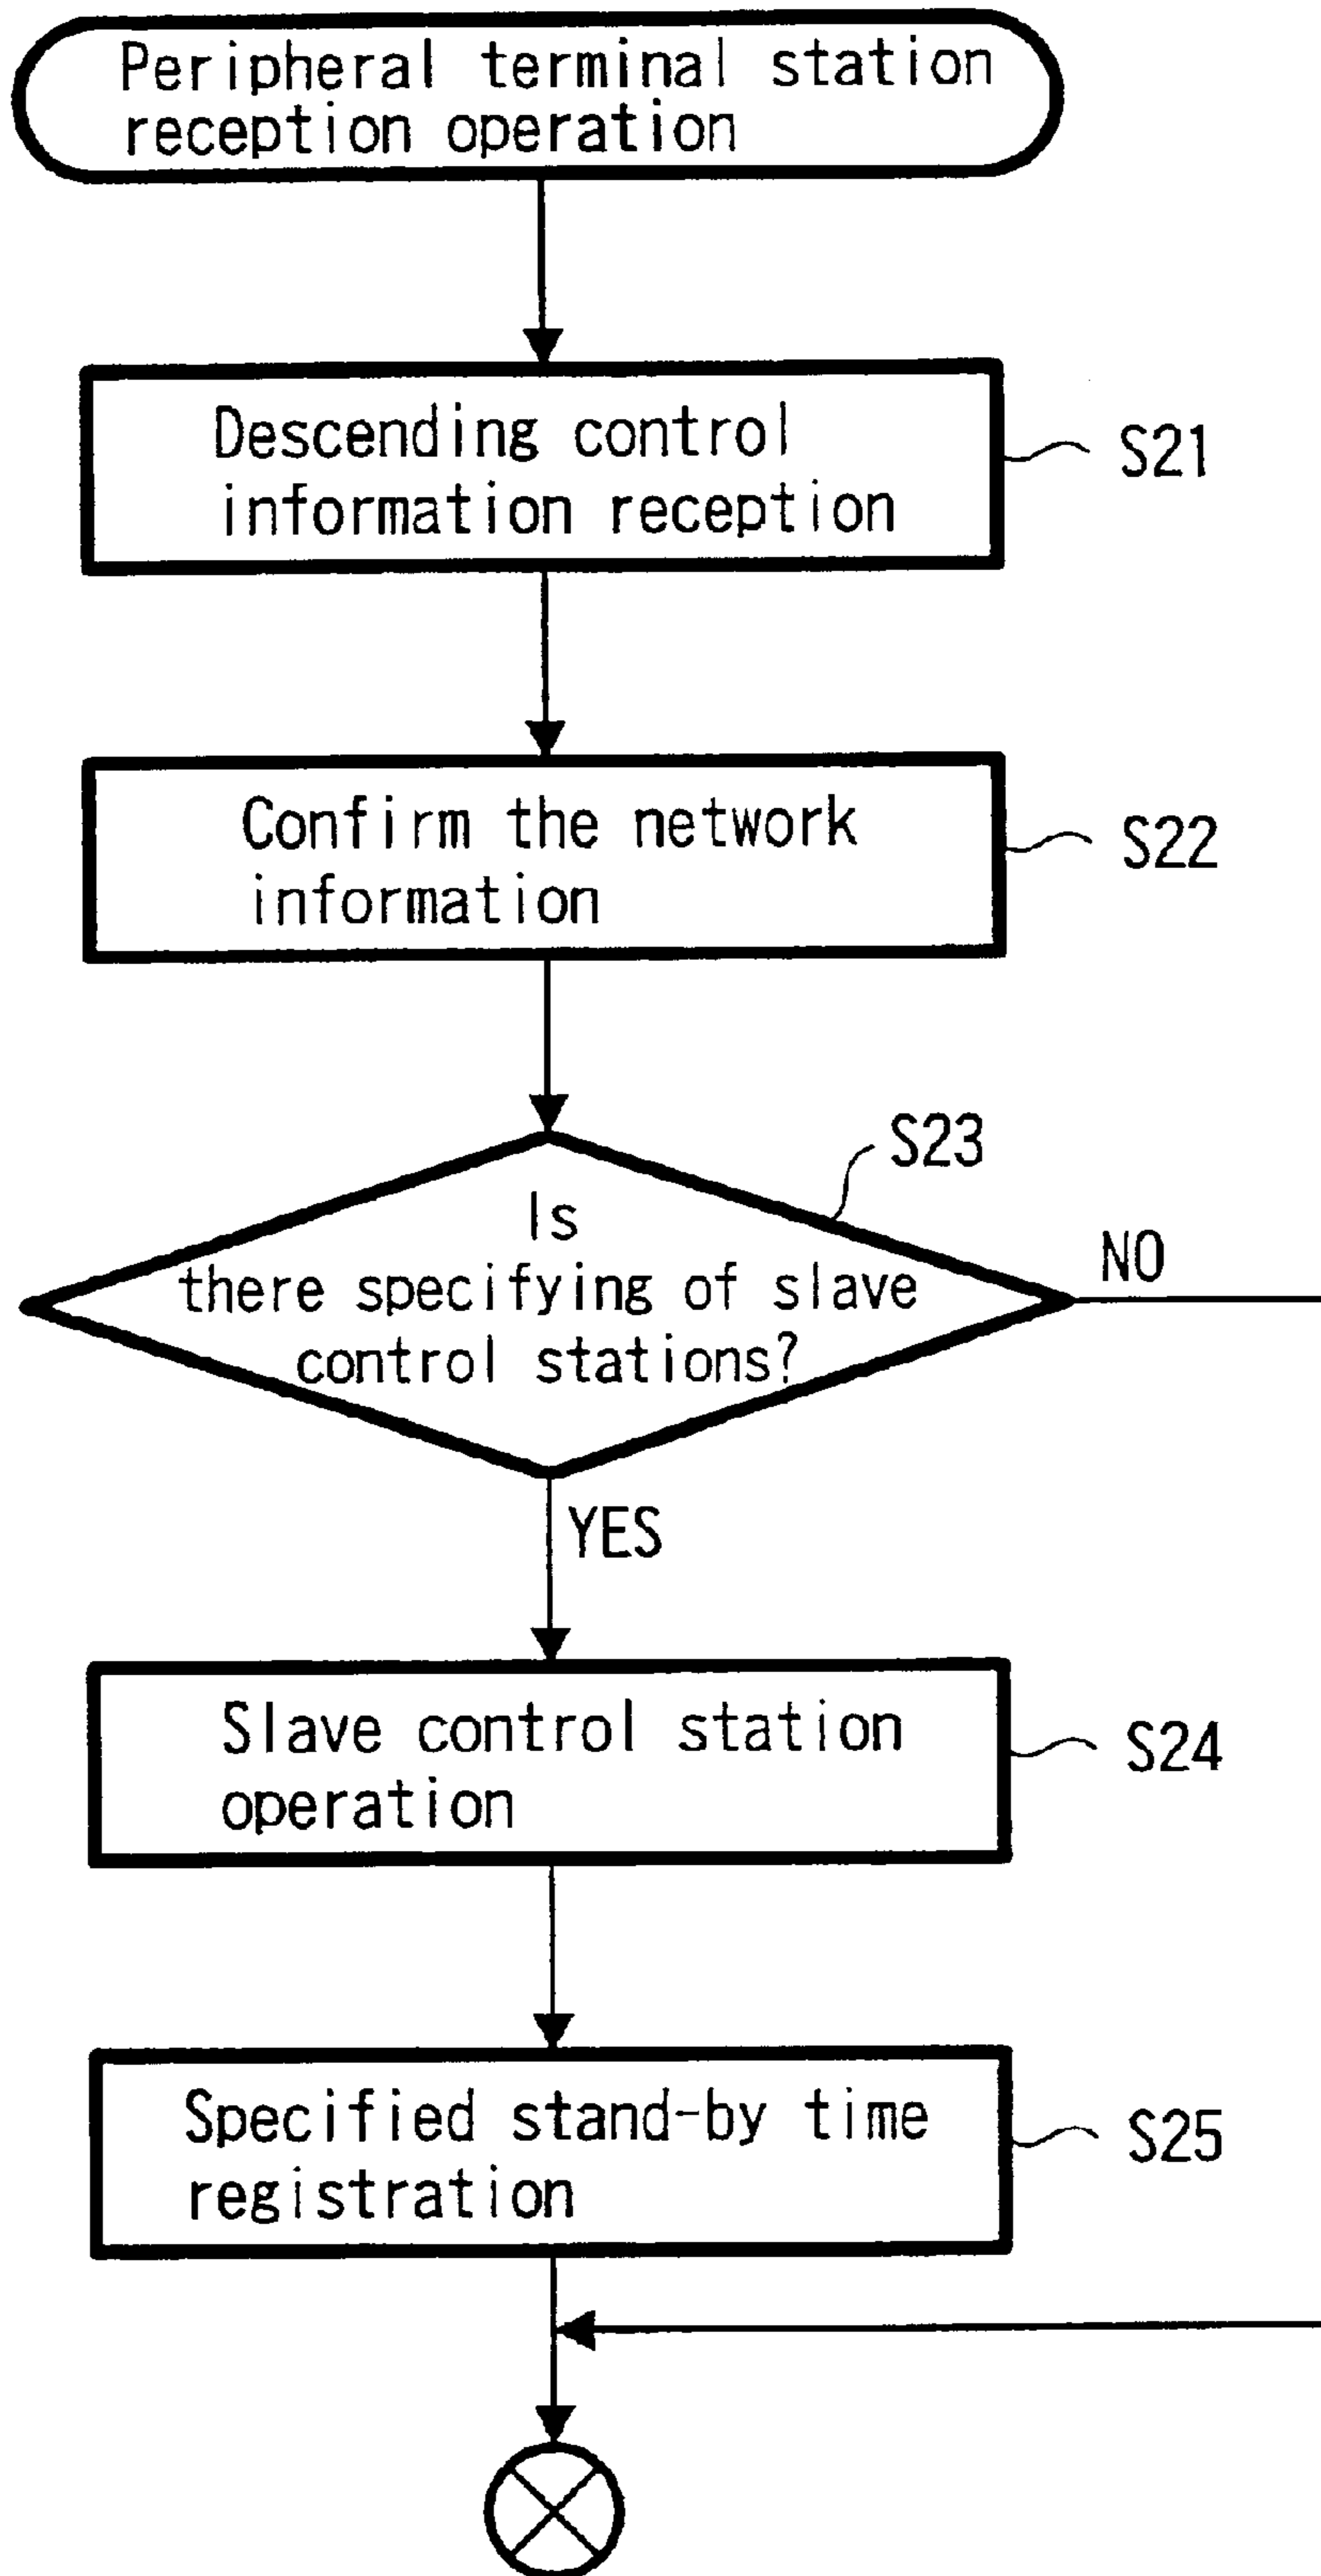 Peripheral terminal station
reception operation
Descending control
information reception
S21
Confirm the network
information
S22
S23
Is
there specifying of slave
control stations?
NO
YES
Slave control station
operation
S24
Specified stand-by time
registration
S25